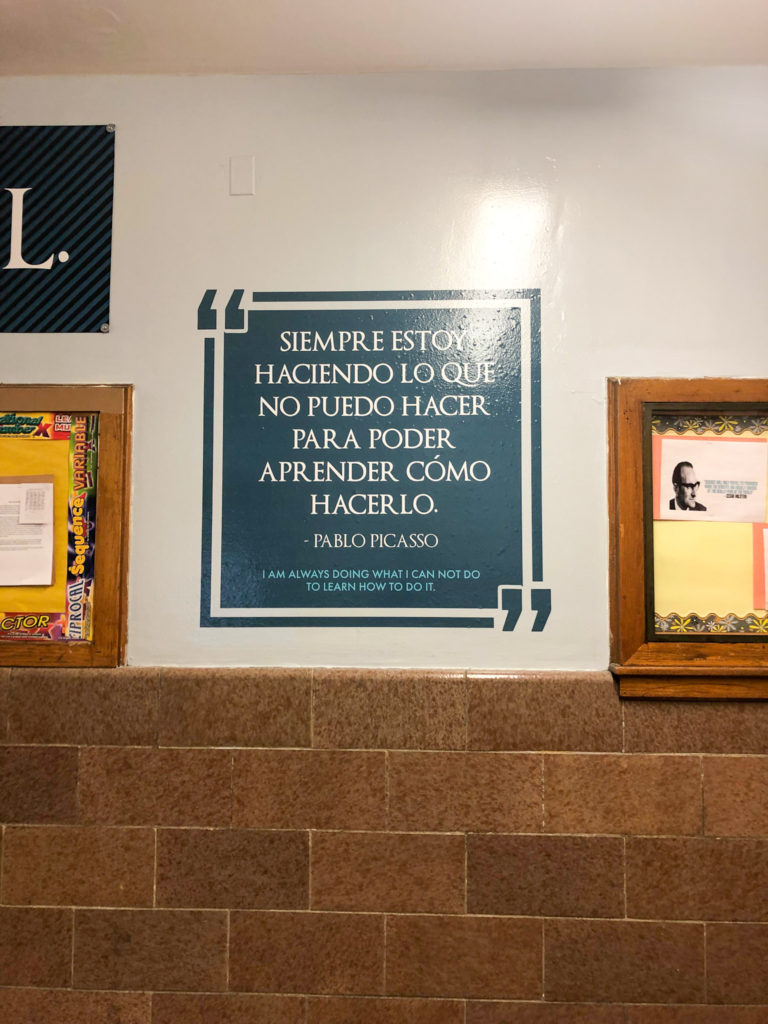 L.
SIEMPRE ESTOY
HACIENDO LO QUE
NO PUEDO HACER
PARA PODER
APRENDER CÓMO
HACERLO.
- PABLO PICASSO
I AM ALWAYS DOING WHAT I CAN NOT DO
TO LEARN HOW TO DO IT.
VARIABLE
Sequence
CIPROCAL
CTOR